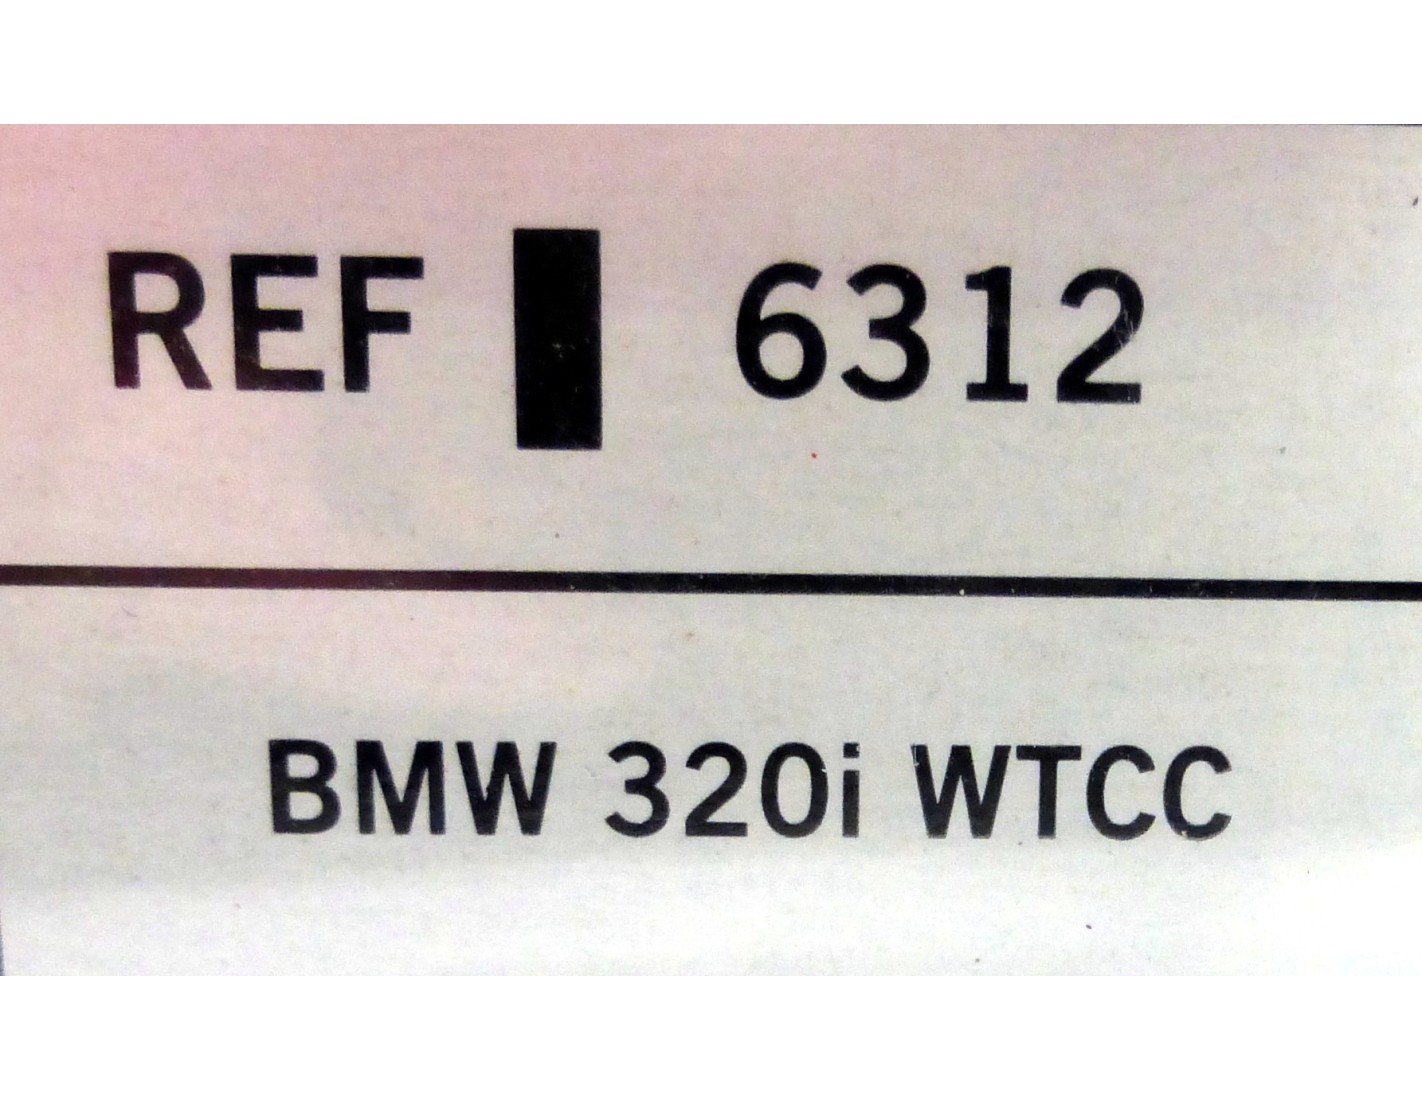 REF 6312
BMW 320i WTCC